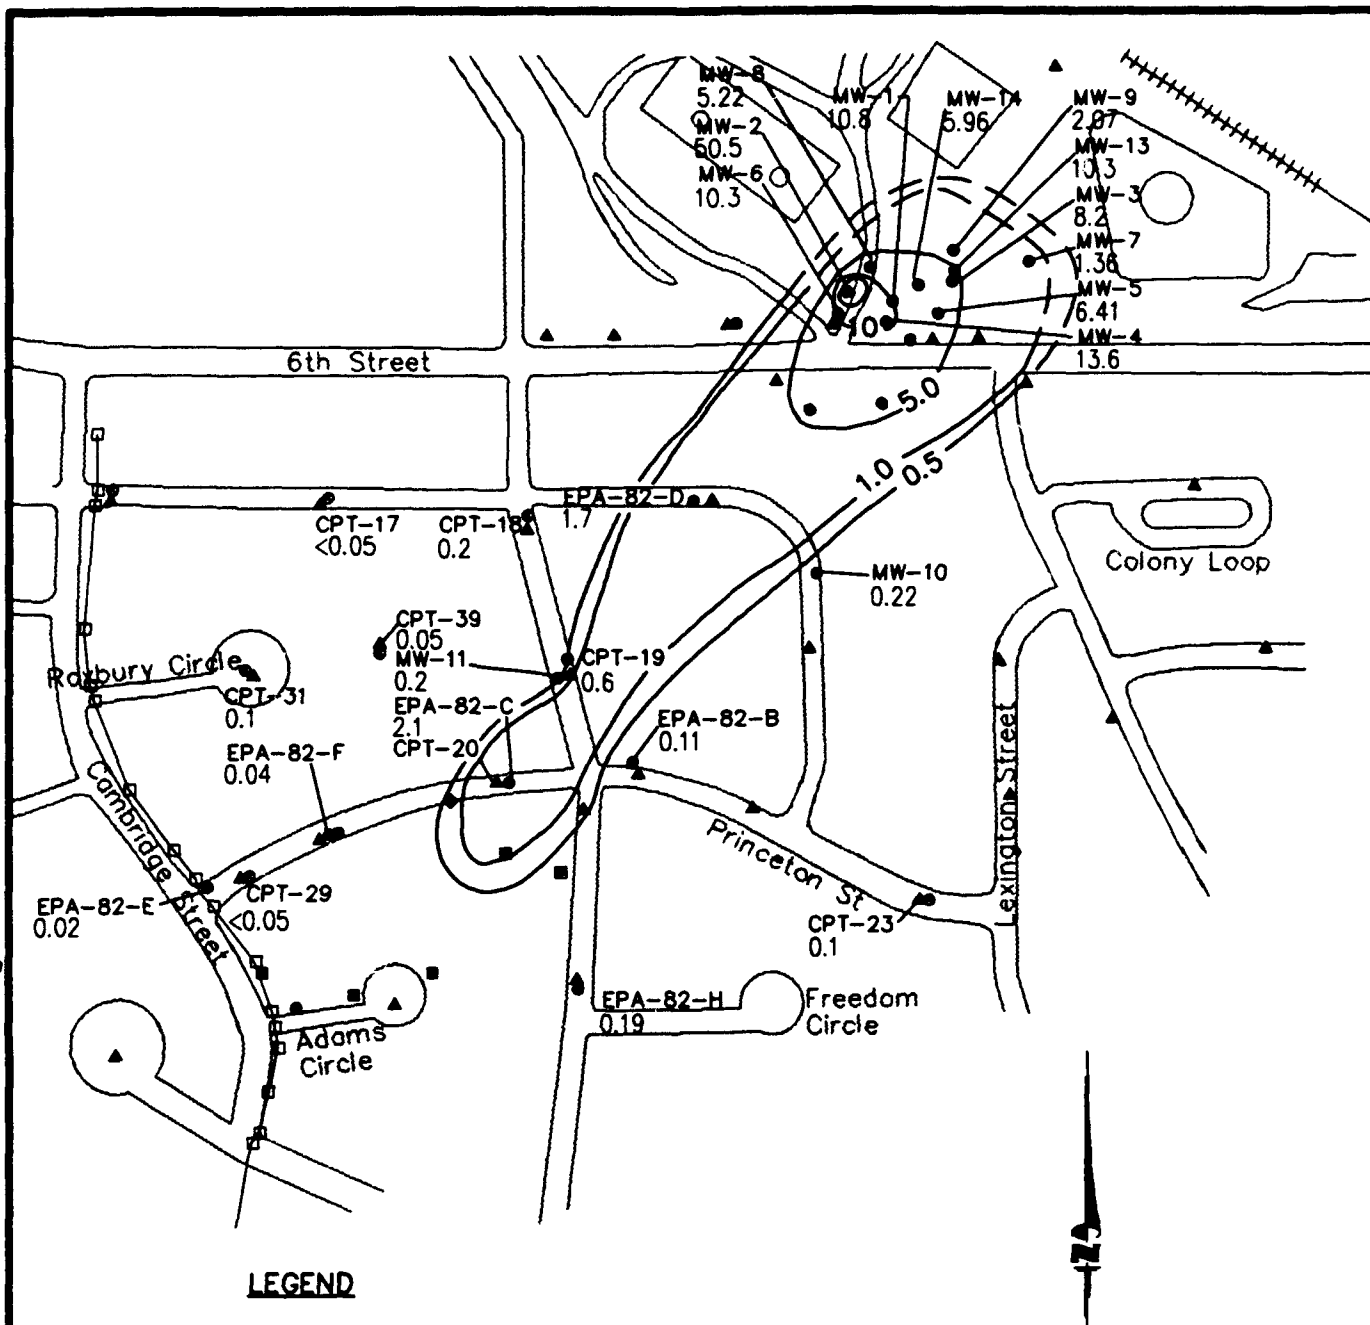 MW-8
5.22
MW-2
50.5
MW-6
10.3
MW-1
10.8
MW-14
5.96
MW-9
2.07
MW-13
10.3
MW-3
8.2
MW-7
1.36
MW-5
6.41
MW-4
13.6
10
5.0
1.0
0.5
6th Street
EPA-82-D
1.7
CPT-17
<0.05
CPT-18
0.2
MW-10
0.22
Colony Loop
CPT-39
0.05
MW-11
0.2
CPT-19
0.6
Roxbury Circle
CPT-31
0.1
EPA-82-C
2.1
CPT-20
EPA-82-B
0.11
EPA-82-F
0.04
Cambridge Street
Princeton St
Lexington Street
CPT-29
<0.05
EPA-82-E
0.02
CPT-23
0.1
EPA-82-H
0.19
Freedom
Circle
Adams
Circle
LEGEND
N